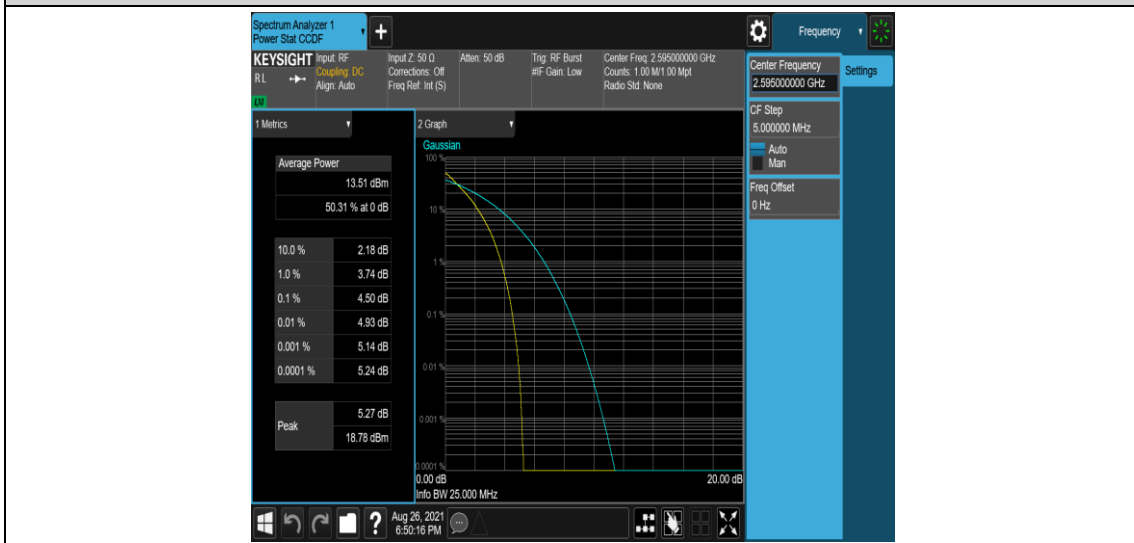 Spectrum Analyzer 1
Power Stat CCDF
+
Frequency
KEYSIGHT
RL
LXI
Input: RF
Coupling: DC
Align: Auto
Input Z: 50 Ω
Corrections: Off
Freq Ref: Int (S)
Atten: 50 dB
Trig: RF Burst
#IF Gain: Low
Center Freq: 2.595000000 GHz
Counts: 1.00 M/1.00 Mpt
Radio Std: None
Center Frequency
2.595000000 GHz
Settings
CF Step
5.000000 MHz
Auto
Man
Freq Offset
0 Hz
1 Metrics
Average Power
13.51 dBm
50.31 % at 0 dB
10.0 % 2.18 dB
1.0 % 3.74 dB
0.1 % 4.50 dB
0.01 % 4.93 dB
0.001 % 5.14 dB
0.0001 % 5.24 dB
Peak
5.27 dB
18.78 dBm
2 Graph
Gaussian
100 %
10 %
1 %
0.1 %
0.01 %
0.001 %
0.0001 %
0.00 dB 20.00 dB
Info BW 25.000 MHz
?
Aug 26, 2021
6:50:16 PM